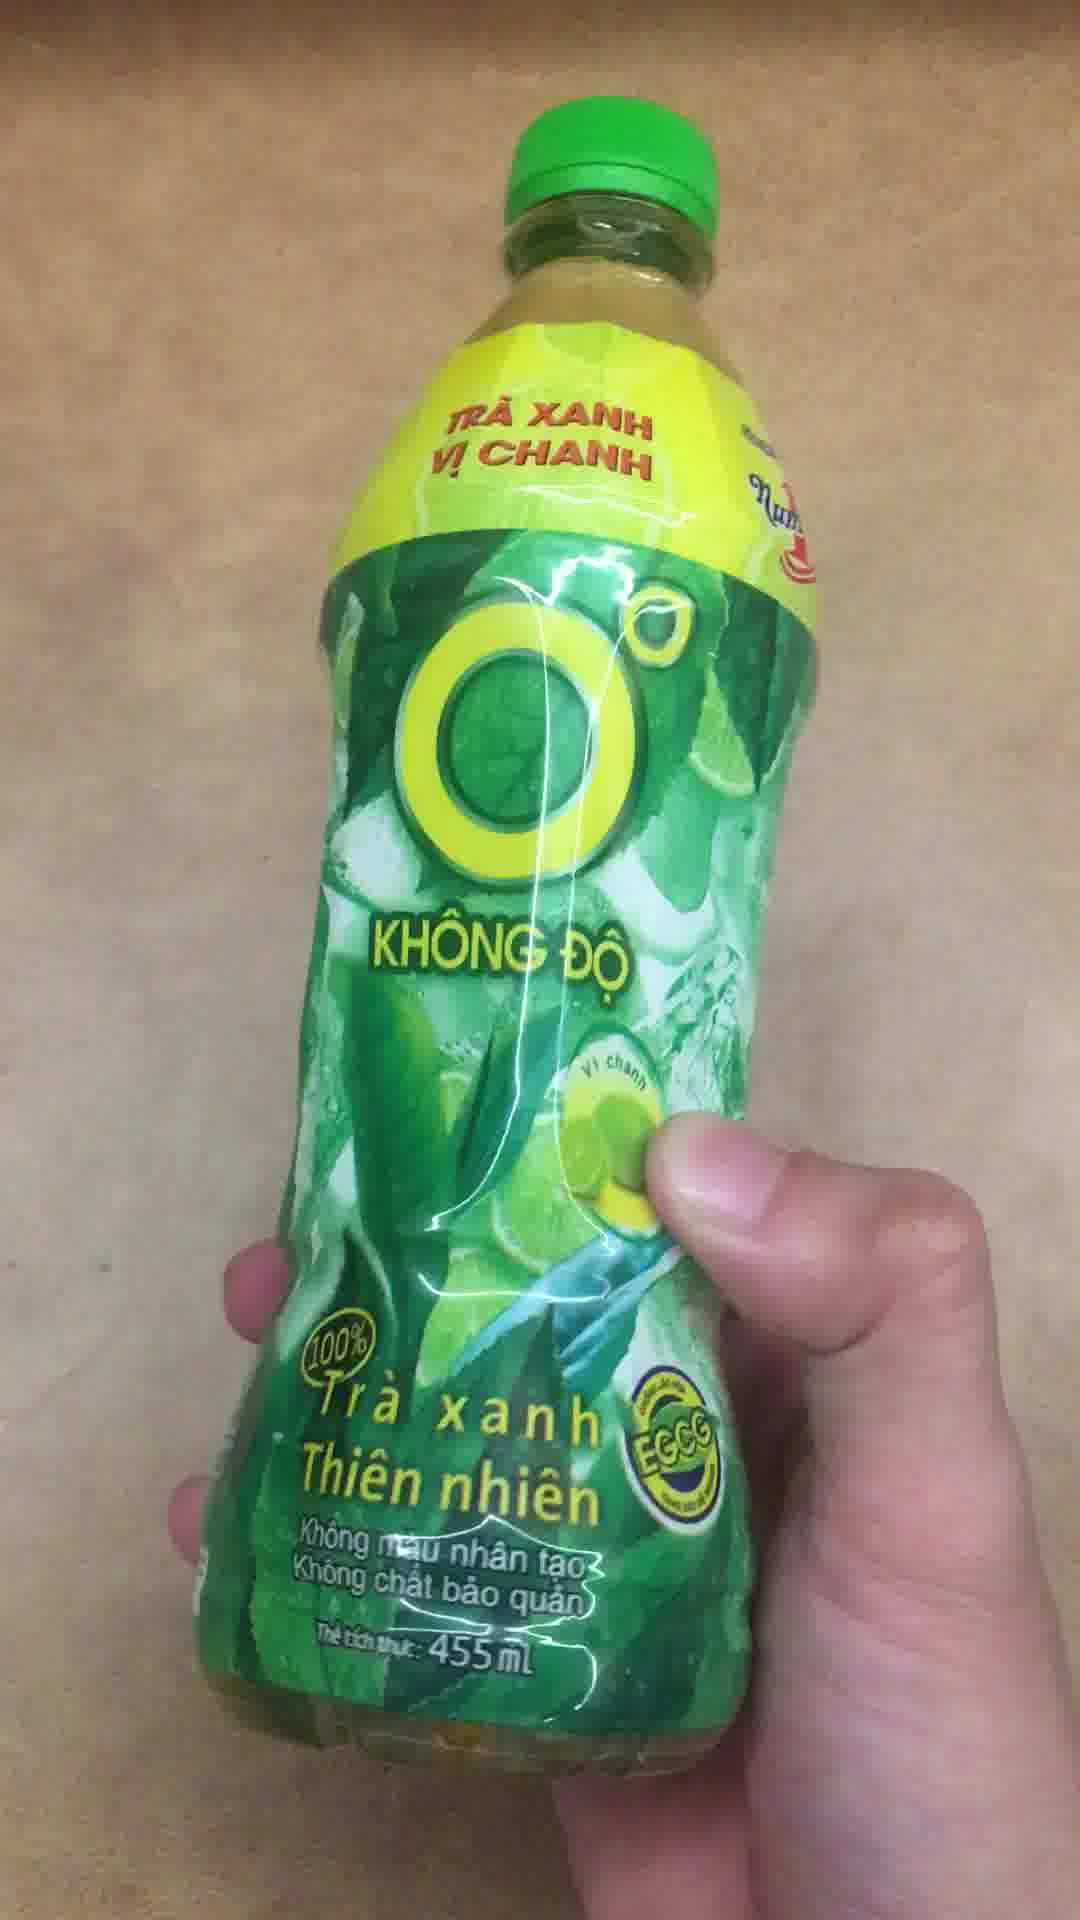 TRÀ XANH
VỊ CHANH
Num
0°
KHÔNG ĐỘ
Vị chanh
100%
Trà xanh
Thiên nhiên
EGCG
Không màu nhân tạo
Không chất bảo quản
Thể tích thực: 455ml